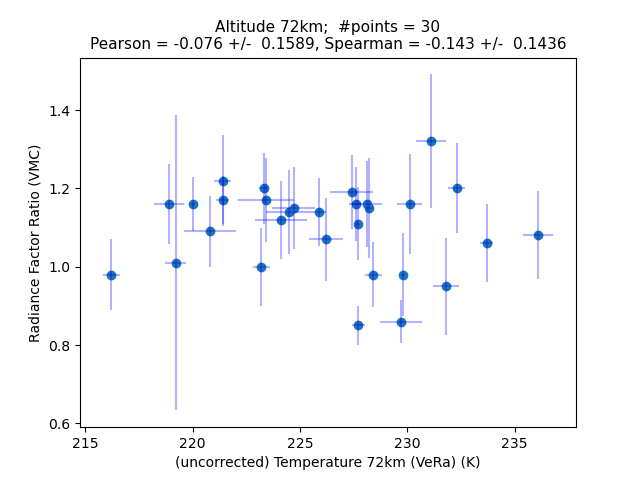 Altitude 72km;  #points = 30
Pearson = -0.076 +/-  0.1589, Spearman = -0.143 +/-  0.1436
1.4
1.2
1.0
0.8
0.6
Radiance Factor Ratio (VMC)
215
220
225
230
235
(uncorrected) Temperature 72km (VeRa) (K)